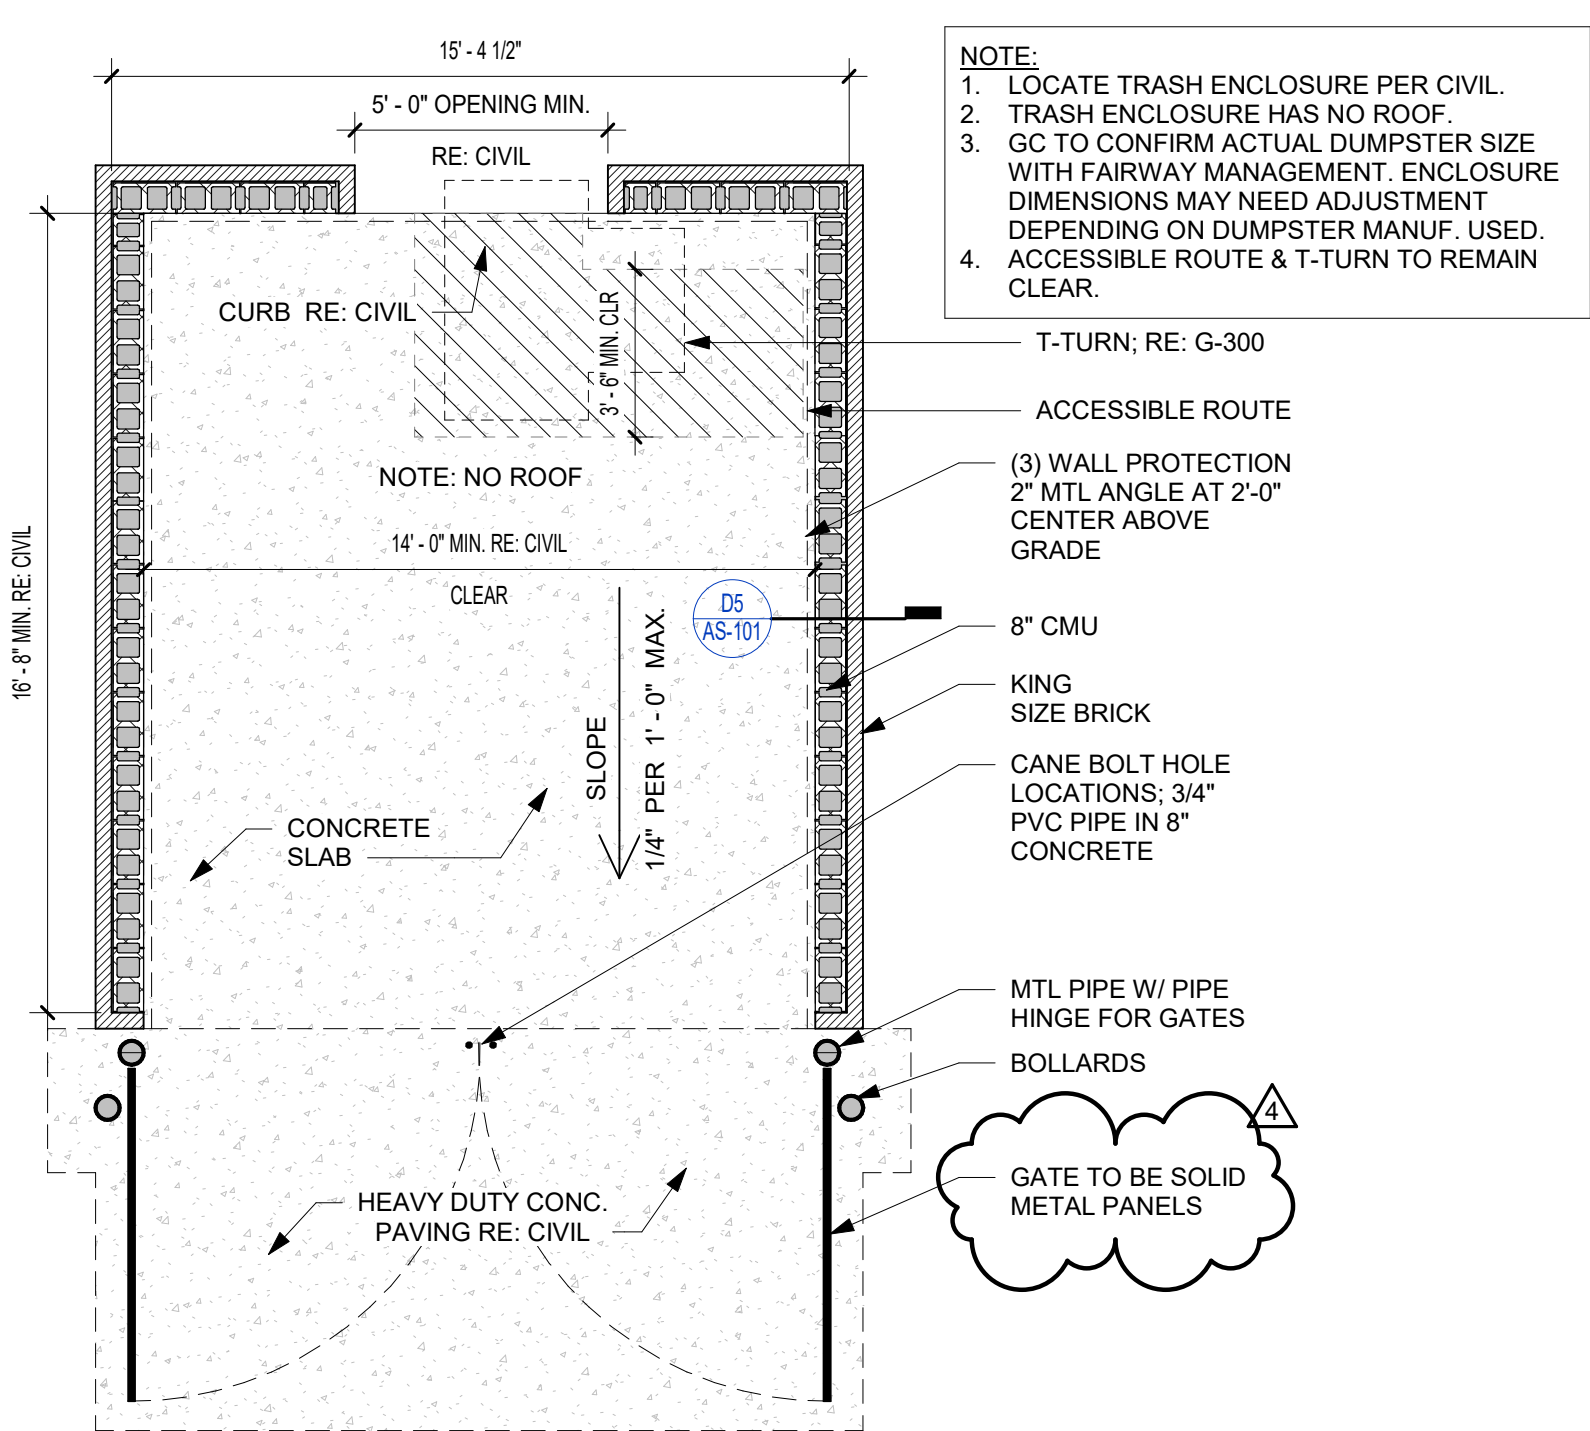 15' - 4 1/2"
5' - 0" OPENING MIN.
RE: CIVIL
NOTE:
1. LOCATE TRASH ENCLOSURE PER CIVIL.
2. TRASH ENCLOSURE HAS NO ROOF.
3. GC TO CONFIRM ACTUAL DUMPSTER SIZE
WITH FAIRWAY MANAGEMENT. ENCLOSURE
DIMENSIONS MAY NEED ADJUSTMENT
DEPENDING ON DUMPSTER MANUF. USED.
4. ACCESSIBLE ROUTE & T-TURN TO REMAIN
CLEAR.
CURB RE: CIVIL
3' - 6" MIN. CLR
T-TURN; RE: G-300
ACCESSIBLE ROUTE
NOTE: NO ROOF
(3) WALL PROTECTION
2" MTL ANGLE AT 2'-0"
CENTER ABOVE
GRADE
16' - 8" MIN. RE: CIVIL
14' - 0" MIN. RE: CIVIL
CLEAR
D5
AS-101
8" CMU
KING
SIZE BRICK
SLOPE
1/4" PER 1' - 0" MAX.
CANE BOLT HOLE
LOCATIONS; 3/4"
PVC PIPE IN 8"
CONCRETE
CONCRETE
SLAB
MTL PIPE W/ PIPE
HINGE FOR GATES
BOLLARDS
4
GATE TO BE SOLID
METAL PANELS
HEAVY DUTY CONC.
PAVING RE: CIVIL